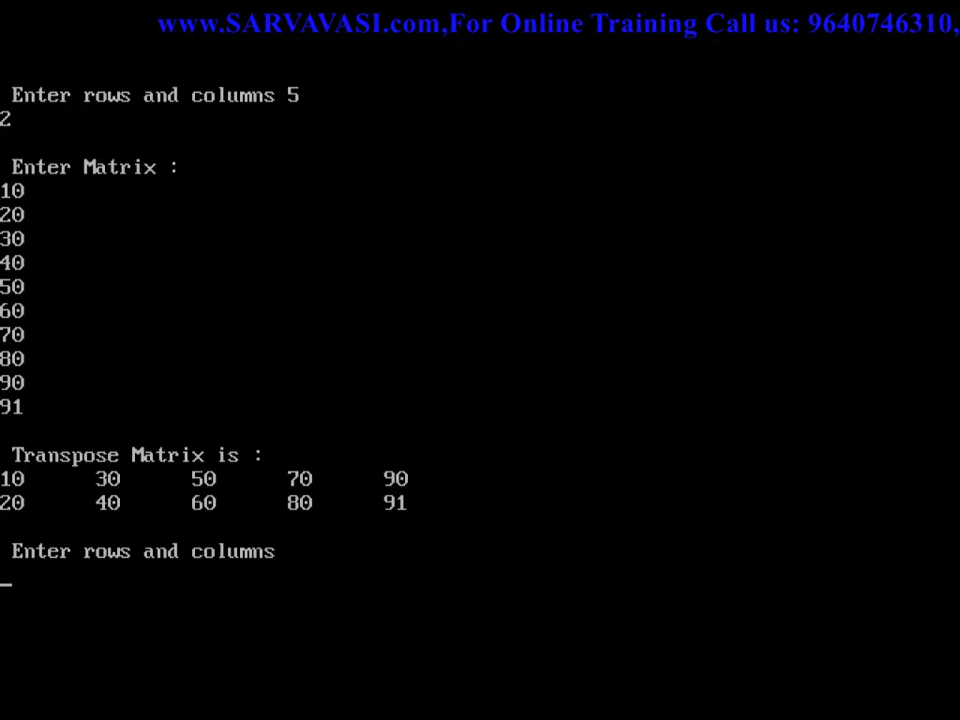 www.SARVAVASI.com,For Online Training Call us: 9640746310,
Enter rows and columns 5
2
Enter Matrix :
10
20
30
40
50
60
70
80
90
91
Transpose Matrix is :
10 30 50 70 90
20 40 60 80 91
Enter rows and columns